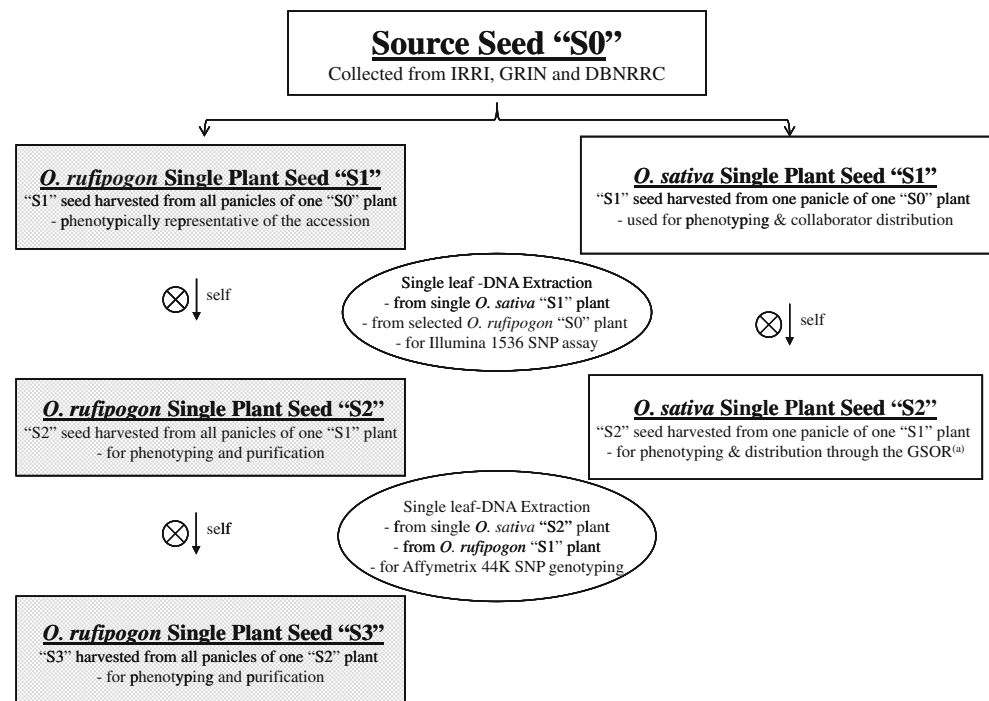 Source Seed “S0”
Collected from IRRI, GRIN and DBNRRC
O. rufipogon Single Plant Seed “S1”
“S1” seed harvested from all panicles of one “S0” plant
- phenotypically representative of the accession
O. sativa Single Plant Seed “S1”
“S1” seed harvested from one panicle of one “S0” plant
- used for phenotyping & collaborator distribution
self
Single leaf -DNA Extraction
- from single O. sativa “S1” plant
- from selected O. rufipogon “S0” plant
- for Illumina 1536 SNP assay
self
O. rufipogon Single Plant Seed “S2”
“S2” seed harvested from all panicles of one “S1” plant
- for phenotyping and purification
O. sativa Single Plant Seed “S2”
“S2” seed harvested from one panicle of one “S1” plant
- for phenotyping & distribution through the GSOR(a)
self
Single leaf-DNA Extraction
- from single O. sativa “S2” plant
- from O. rufipogon “S1” plant
- for Affymetrix 44K SNP genotyping
O. rufipogon Single Plant Seed “S3”
“S3” harvested from all panicles of one “S2” plant
- for phenotyping and purification